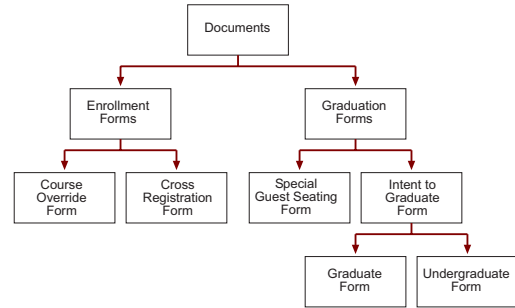 Documents
Enrollment
Forms
Graduation
Forms
Course
Override
Form
Cross
Registration
Form
Special
Guest Seating
Form
Intent to
Graduate
Form
Graduate
Form
Undergraduate
Form